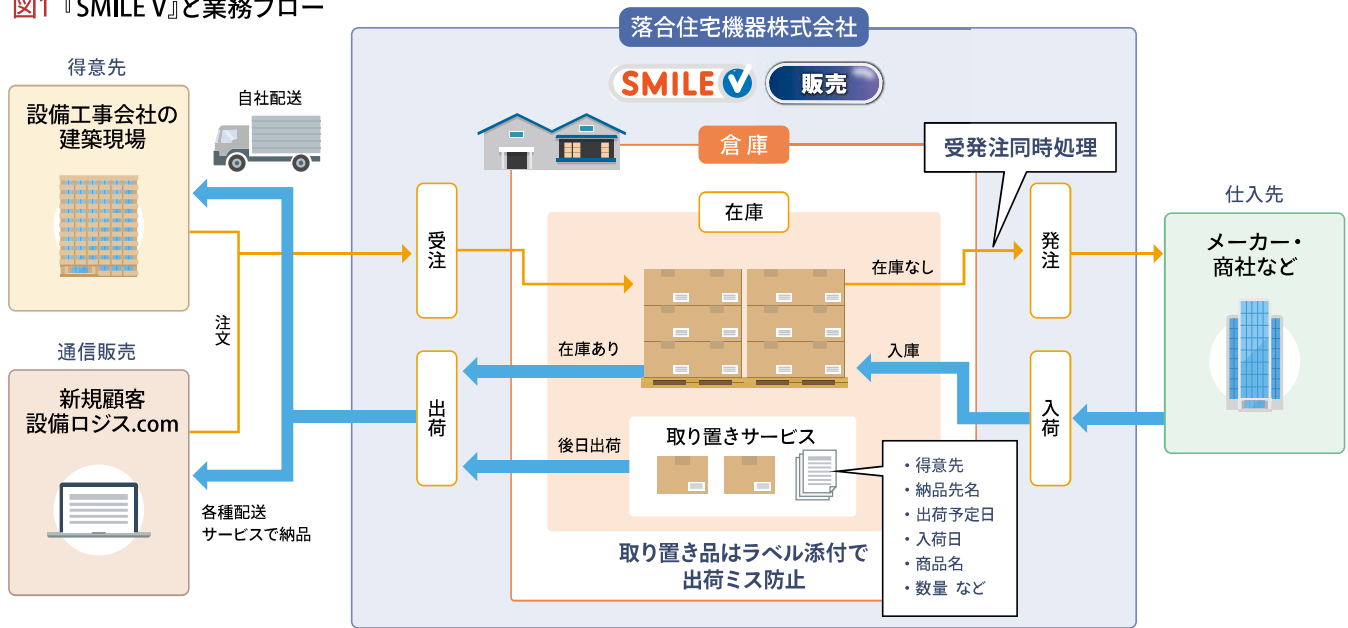 図1 『SMILE V』と業務フロー
落合住宅機器株式会社
SMILE V 販売
得意先
設備工事会社の
建築現場
自社配送
倉庫
受発注同時処理
在庫
仕入先
メーカー・
商社など
受注
発注
在庫なし
注文
通信販売
新規顧客
設備ロジス.com
在庫あり
入庫
出荷
入荷
取り置きサービス
後日出荷
・得意先
・納品先名
・出荷予定日
・入荷日
・商品名
・数量 など
各種配送
サービスで納品
取り置き品はラベル添付で
出荷ミス防止